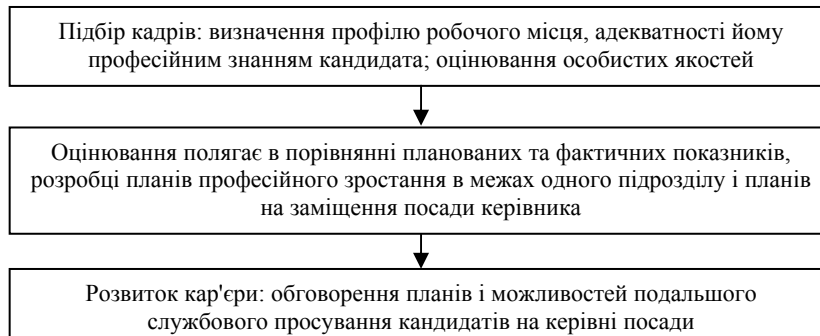 Підбір кадрів: визначення профілю робочого місця, адекватності йому
професійним знанням кандидата; оцінювання особистих якостей
Оцінювання полягає в порівнянні планованих та фактичних показників,
розробці планів професійного зростання в межах одного підрозділу і планів
на заміщення посади керівника
Розвиток кар'єри: обговорення планів і можливостей подальшого
службового просування кандидатів на керівні посади